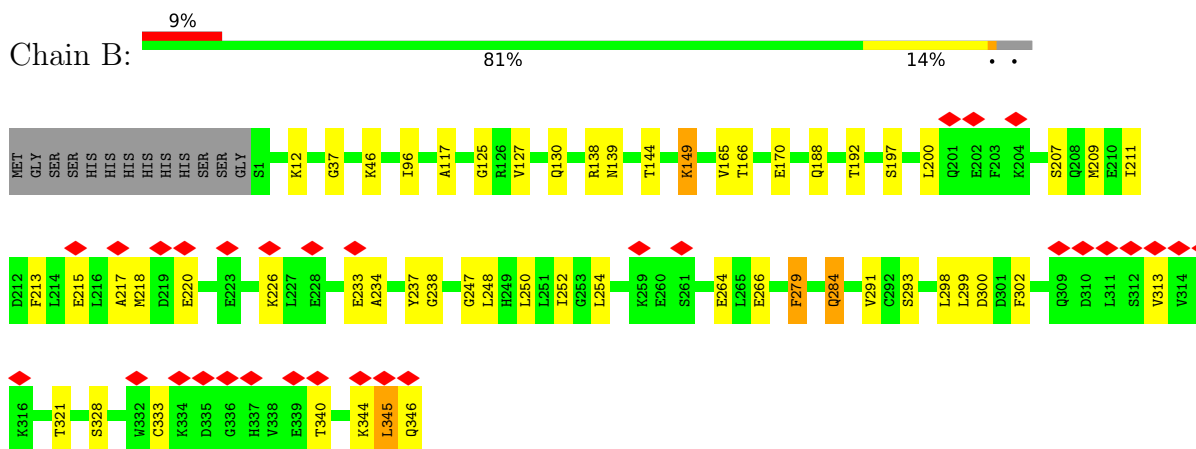 9%
Chain B:
81% 14% • •
MET GLY SER SER HIS HIS HIS HIS HIS HIS SER SER GLY S1 K12 G37 K46 I96 A117 G125 R126 V127 Q130 R138 N139 T144 K149 V165 T166 E170 Q188 T192 S197 L200 Q201 E202 F203 K204 S207 Q208 M209 E210 I211
D212 F213 L214 E215 L216 A217 M218 D219 E220 E223 K226 L227 E228 E233 A234 Y237 G238 G247 L248 H249 L250 L251 I252 G253 L254 K259 E260 S261 E264 L265 E266 F279 Q284 V291 C292 S293 L298 L299 D300 D301 F302 Q309 D310 L311 S312 V313 V314
K316 T321 S328 W332 C333 K334 D335 G336 H337 V338 E339 T340 K344 L345 Q346